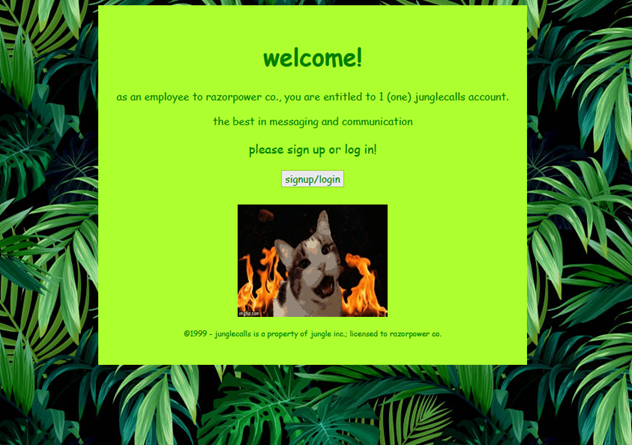 welcome!
as an employee to razorpower co., you are entitled to 1 (one) junglecalls account.
the best in messaging and communication
please sign up or log in!
signup/login
©1999 - junglecalls is a property of jungle inc.; licensed to razorpower co.